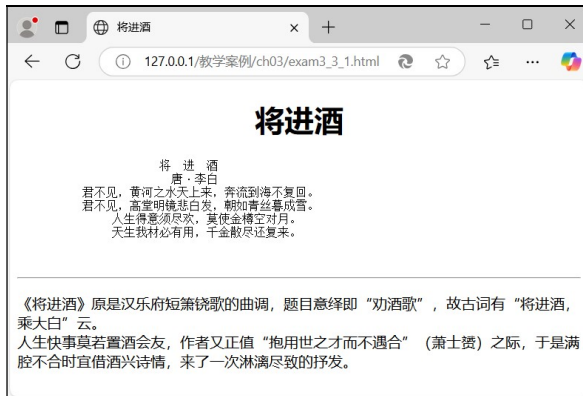 将进酒
127.0.0.1/教学案例/ch03/exam3_3_1.html
将进酒
将 进 酒
唐·李白
君不见，黄河之水天上来，奔流到海不复回。
君不见，高堂明镜悲白发，朝如青丝暮成雪。
人生得意须尽欢，莫使金樽空对月。
天生我材必有用，千金散尽还复来。
《将进酒》原是汉乐府短箫铙歌的曲调，题目意绎即“劝酒歌”，故古词有“将进酒，
乘大白”云。
人生快事莫若置酒会友，作者又正值“抱用世之才而不遇合”（萧士赟）之际，于是满
腔不合时宜借酒兴诗情，来了一次淋漓尽致的抒发。